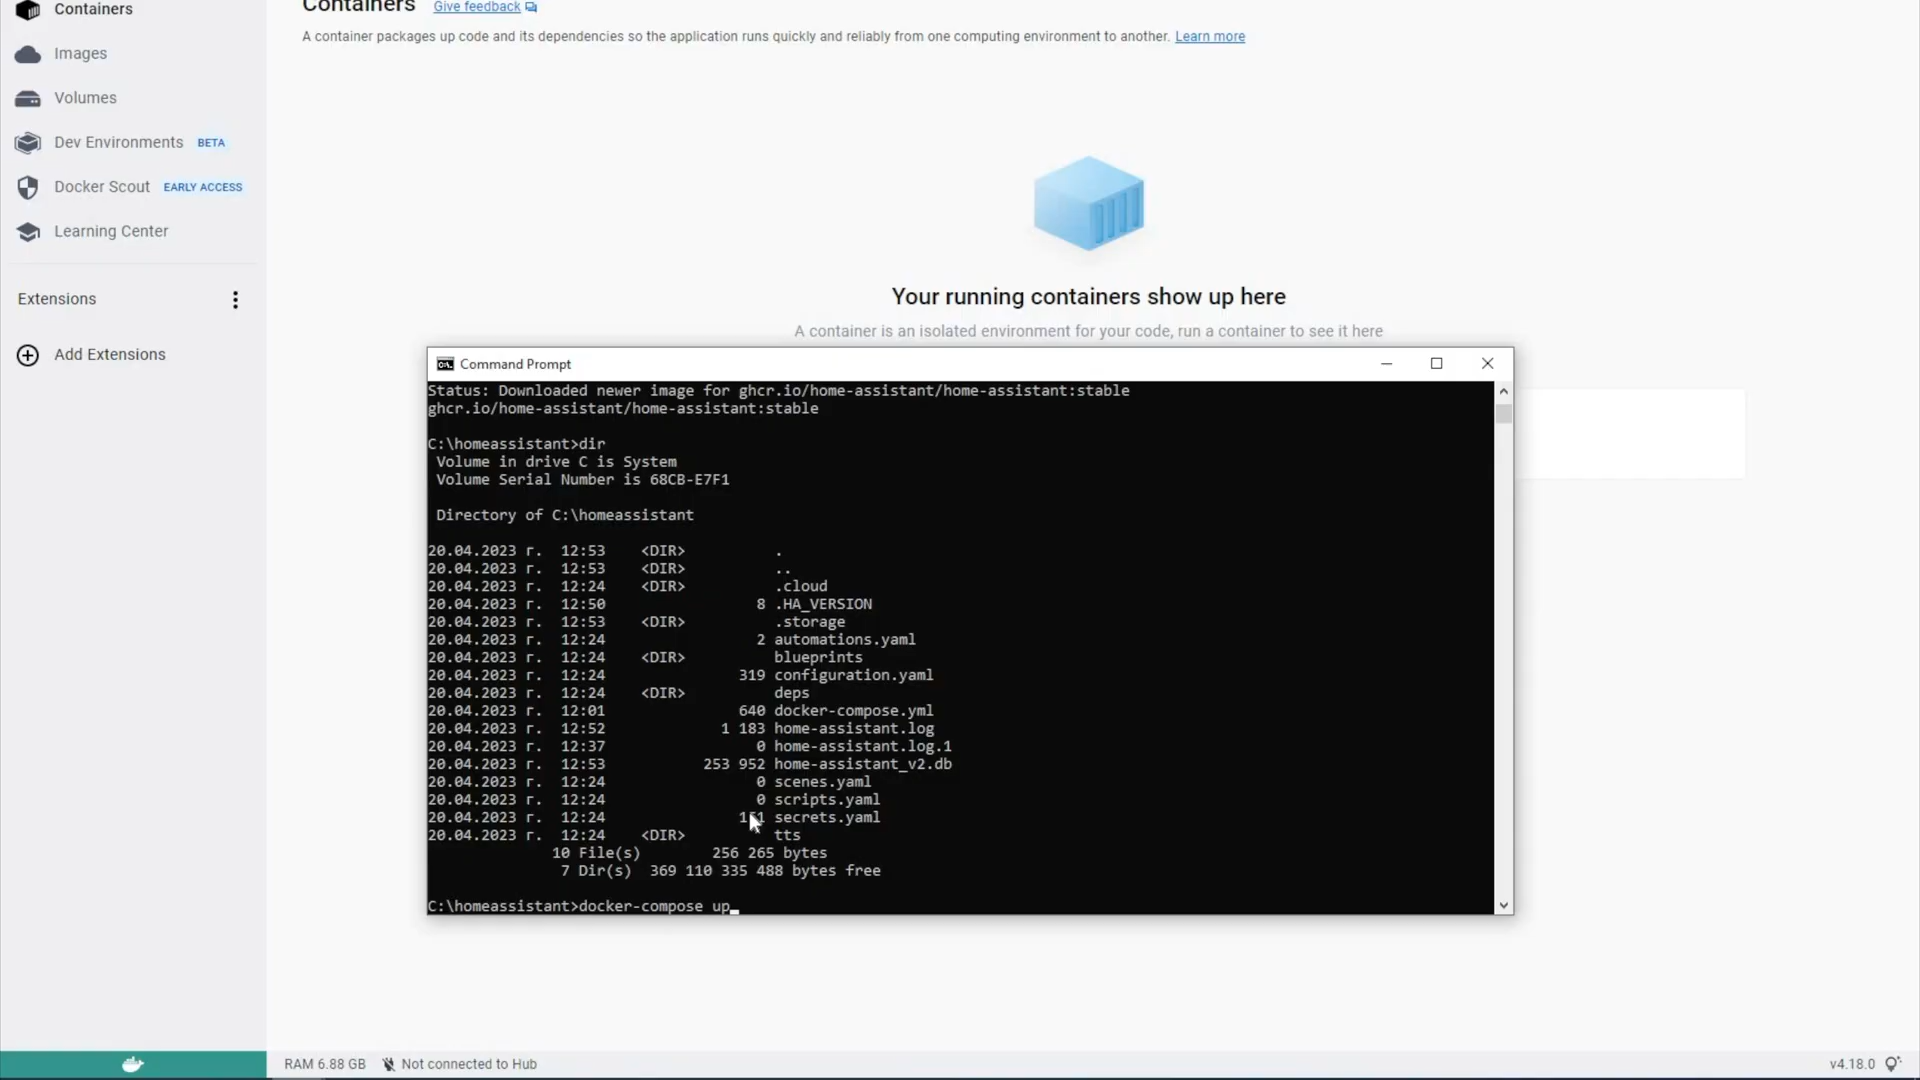 Containers
Images
Volumes
Dev Environments BETA
Docker Scout EARLY ACCESS
Learning Center
Extensions
Add Extensions
Containers Give feedback
A container packages up code and its dependencies so the application runs quickly and reliably from one computing environment to another. Learn more
Your running containers show up here
A container is an isolated environment for your code, run a container to see it here
Command Prompt
Status: Downloaded newer image for ghcr.io/home-assistant/home-assistant:stable
ghcr.io/home-assistant/home-assistant:stable
C:\homeassistant>dir
Volume in drive C is System
Volume Serial Number is 68CB-E7F1
Directory of C:\homeassistant
20.04.2023 г. 12:53 <DIR> .
20.04.2023 г. 12:53 <DIR> ..
20.04.2023 г. 12:24 <DIR> .cloud
20.04.2023 г. 12:50 8 .HA_VERSION
20.04.2023 г. 12:53 <DIR> .storage
20.04.2023 г. 12:24 2 automations.yaml
20.04.2023 г. 12:24 <DIR> blueprints
20.04.2023 г. 12:24 319 configuration.yaml
20.04.2023 г. 12:24 <DIR> deps
20.04.2023 г. 12:01 640 docker-compose.yml
20.04.2023 г. 12:52 1 183 home-assistant.log
20.04.2023 г. 12:37 0 home-assistant.log.1
20.04.2023 г. 12:53 253 952 home-assistant_v2.db
20.04.2023 г. 12:24 0 scenes.yaml
20.04.2023 г. 12:24 0 scripts.yaml
20.04.2023 г. 12:24 secrets.yaml
20.04.2023 г. 12:24 <DIR> tts
10 File(s) 256 265 bytes
7 Dir(s) 369 110 335 488 bytes free
C:\homeassistant>docker-compose up
RAM 6.88 GB Not connected to Hub
v4.18.0